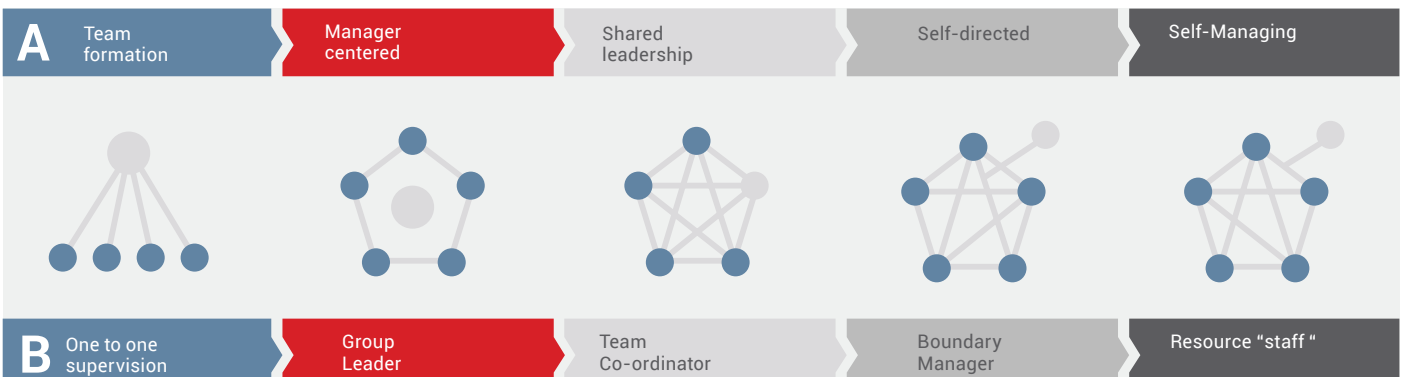 A
Team
formation
Manager
centered
Shared
leadership
Self-directed
Self-Managing
B
One to one
supervision
Group
Leader
Team
Co-ordinator
Boundary
Manager
Resource “staff “